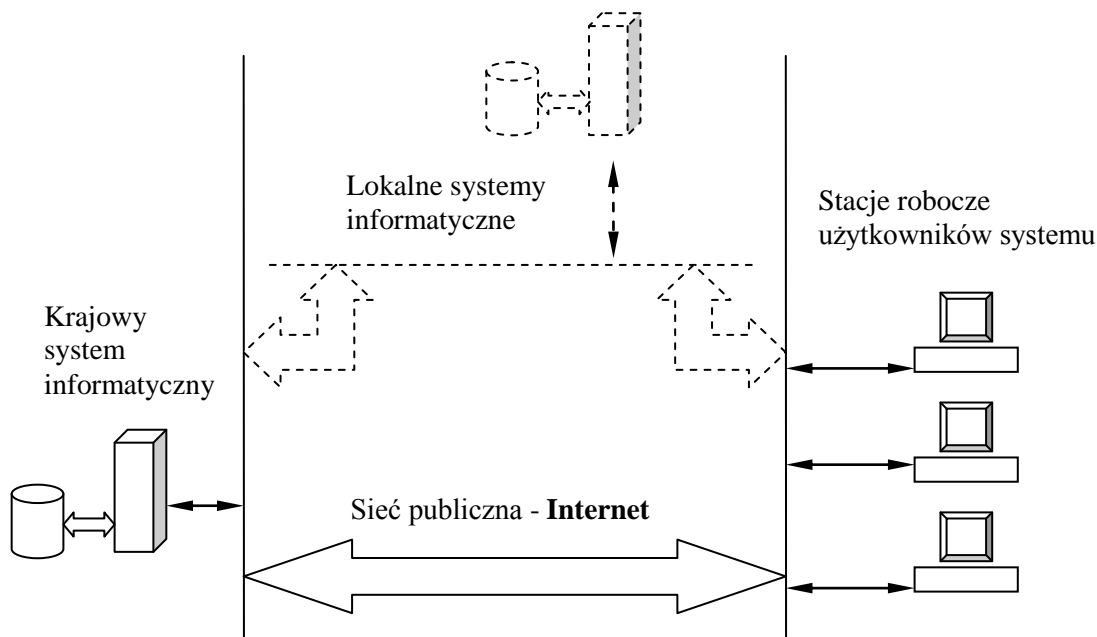 Lokalne systemy
informatyczne
Stacje robocze
użytkowników systemu
Krajowy
system
informatyczny
Sieć publiczna - Internet